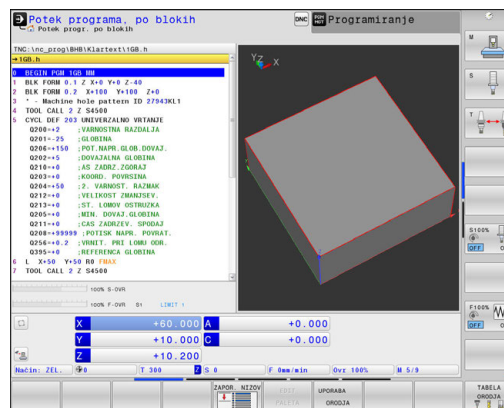 Potek programa, po blokih
Potek progr. po blokih
DNC
Programiranje
TNC:\nc_prog\BHB\Klartext\1GB.h
→1GB.h
0 BEGIN PGM 1GB MM
1 BLK FORM 0.1 Z X+0 Y+0 Z-40
2 BLK FORM 0.2 X+100 Y+100 Z+0
3 * - Machine hole pattern ID 27943KL1
4 TOOL CALL 2 Z S4500
5 CYCL DEF 203 UNIVERZALNO VRTANJE
Q200=+2 ;VARNOSTNA RAZDALJA
Q201=-25 ;GLOBINA
Q206=+150 ;POT.NAPR.GLOB.DOVAJ.
Q202=+5 ;DOVAJALNA GLOBINA
Q210=+0 ;AS ZADRZ.ZGORAJ
Q203=+0 ;KOORD. POVRSINA
Q204=+50 ;2. VARNOST. RAZMAK
Q212=+0 ;VELIKOST ZMANJSEV.
Q213=+0 ;ST. LOMOV OSTRUZKA
Q205=+0 ;MIN. DOVAJ.GLOBINA
Q211=+0 ;CAS ZADRZEV. SPODAJ
Q208=+99999 ;POTISK NAPR. POVRAT.
Q256=+0.2 ;VRNIT. PRI LOMU ODR.
Q395=+0 ;REFERENCA GLOBINA
6 L X+50 Y+50 R0 FMAX
7 TOOL CALL 2 Z S4500
Y Z
X
100% S-OVR
100% F-OVR S1 LIMIT 1
X +60.000 A +0.000
Y +10.000 C +0.000
Z +10.200
Način: ŽEL. 0 T 300 Z S 0 F 0mm/min Ovr 100% M 5/9
M
S
T
S100%
OFF
F100%
OFF
ZAPOR. NIZOV
EDIT
PALETA
UPORABA
ORODJA
TABELA
ORODJA